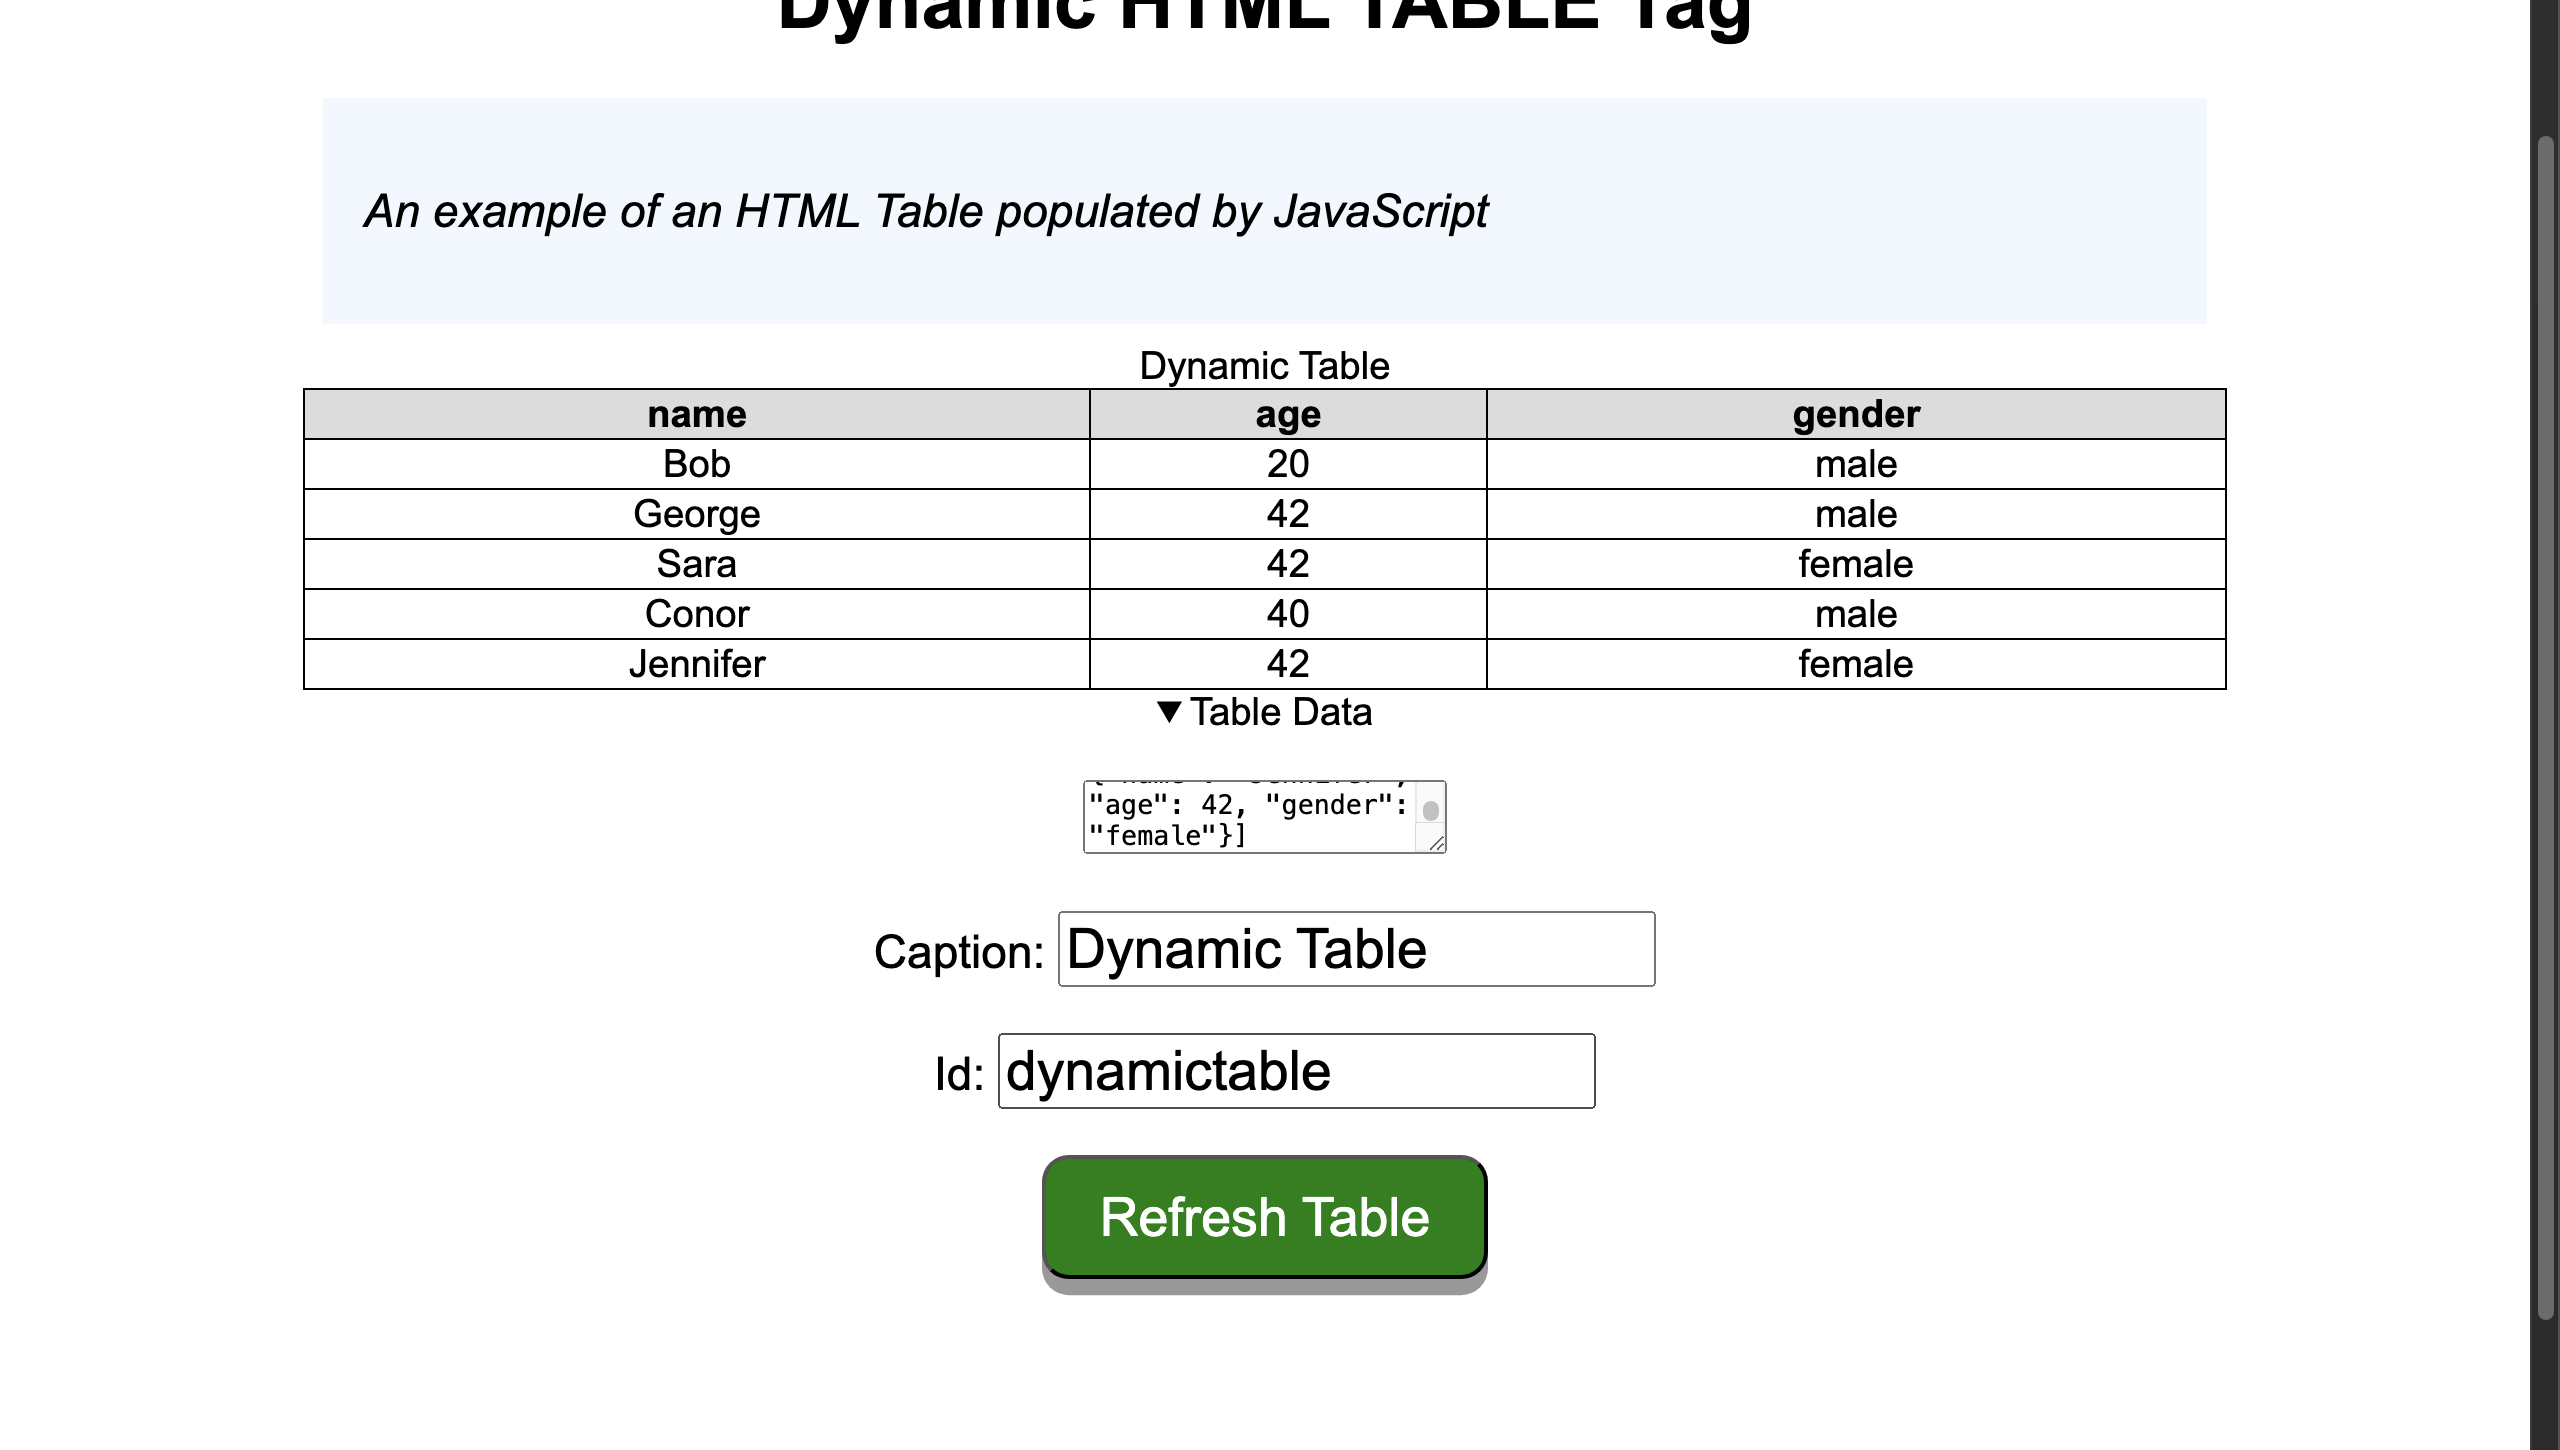 Dynamic HTML TABLE Tag
An example of an HTML Table populated by JavaScript
Dynamic Table
name age gender
Bob 20 male
George 42 male
Sara 42 female
Conor 40 male
Jennifer 42 female
▼ Table Data
"age": 42, "gender":
"female"}]
Caption: Dynamic Table
Id: dynamictable
Refresh Table